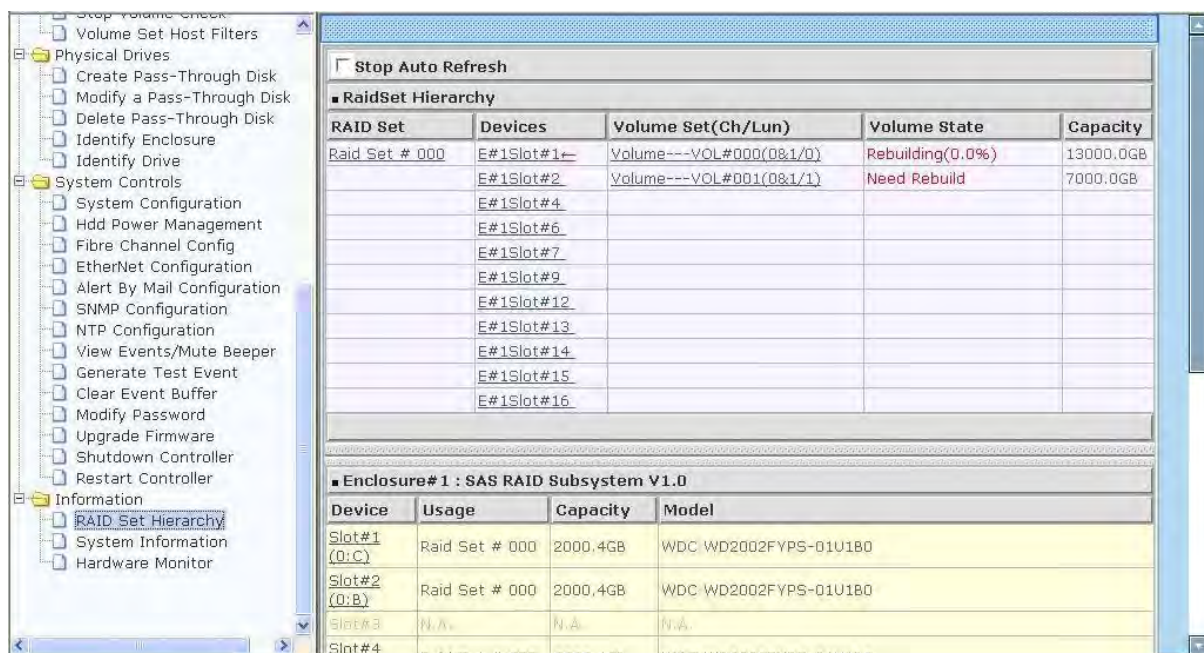 Stop Volume Check
Volume Set Host Filters
Physical Drives
Create Pass-Through Disk
Modify a Pass-Through Disk
Delete Pass-Through Disk
Identify Enclosure
Identify Drive
System Controls
System Configuration
Hdd Power Management
Fibre Channel Config
EtherNet Configuration
Alert By Mail Configuration
SNMP Configuration
NTP Configuration
View Events/Mute Beeper
Generate Test Event
Clear Event Buffer
Modify Password
Upgrade Firmware
Shutdown Controller
Restart Controller
Information
RAID Set Hierarchy
System Information
Hardware Monitor
Stop Auto Refresh
RaidSet Hierarchy
RAID Set Devices Volume Set(Ch/Lun) Volume State Capacity
Raid Set # 000 E#1Slot#1← Volume---VOL#000(0&1/0) Rebuilding(0.0%) 13000.0GB
E#1Slot#2 Volume---VOL#001(0&1/1) Need Rebuild 7000.0GB
E#1Slot#4
E#1Slot#6
E#1Slot#7
E#1Slot#9
E#1Slot#12
E#1Slot#13
E#1Slot#14
E#1Slot#15
E#1Slot#16
Enclosure#1 : SAS RAID Subsystem V1.0
Device Usage Capacity Model
Slot#1 (0:C) Raid Set # 000 2000.4GB WDC WD2002FYPS-01U1B0
Slot#2 (0:B) Raid Set # 000 2000.4GB WDC WD2002FYPS-01U1B0
Slot#3 N.A. N.A. N.A.
Slot#4